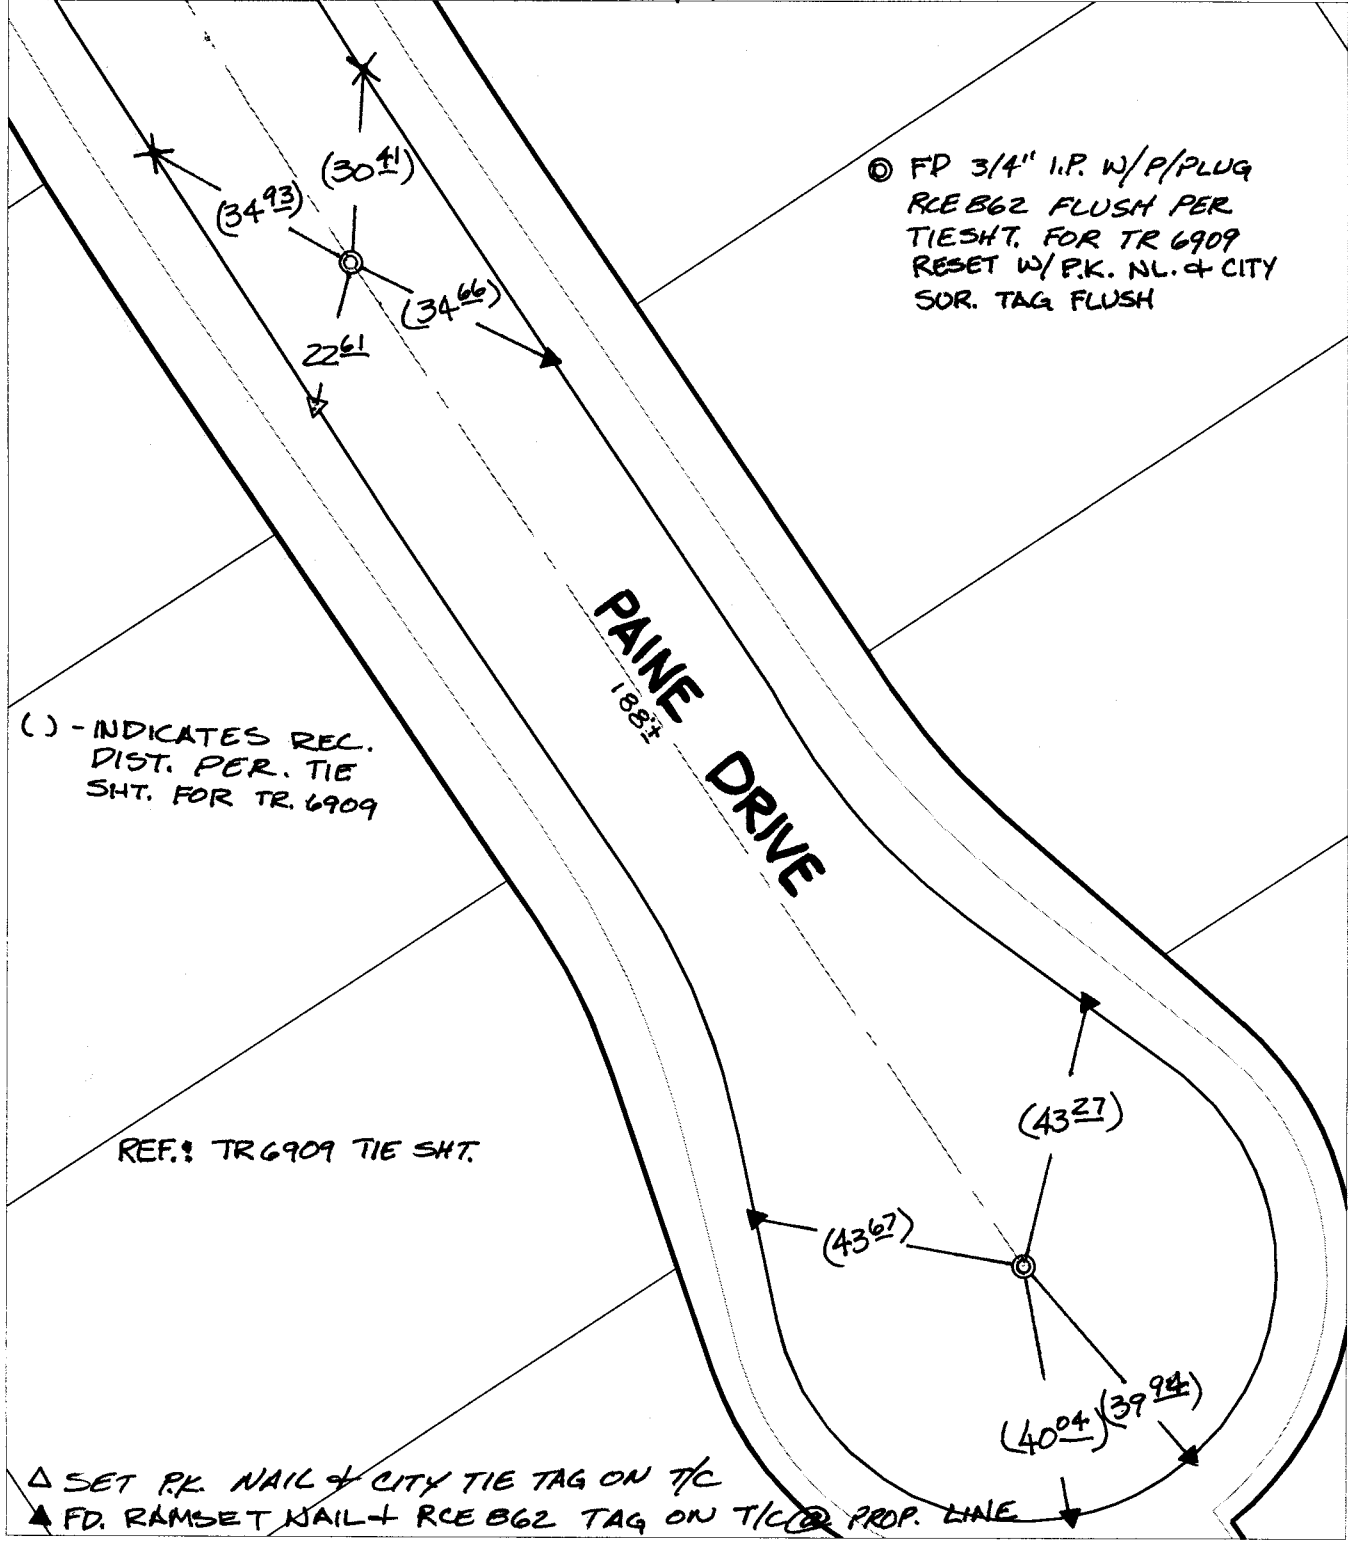 (30 41)
(34 93)
(34 66)
22 61
◎ FD 3/4" I.P. W/P/PLUG
RCE 862 FLUSH PER
TIESHT. FOR TR 6909
RESET W/ P.K. NL. & CITY
SUR. TAG FLUSH
PAINE DRIVE
188'±
( ) - INDICATES REC.
DIST. PER. TIE
SHT. FOR TR. 6909
REF.: TR 6909 TIE SHT.
(43 27)
(43 67)
(40 04)
(39 94)
△ SET P.K. NAIL & CITY TIE TAG ON T/C
▲ FD. RAMSET NAIL + RCE 862 TAG ON T/C @ PROP. LINE